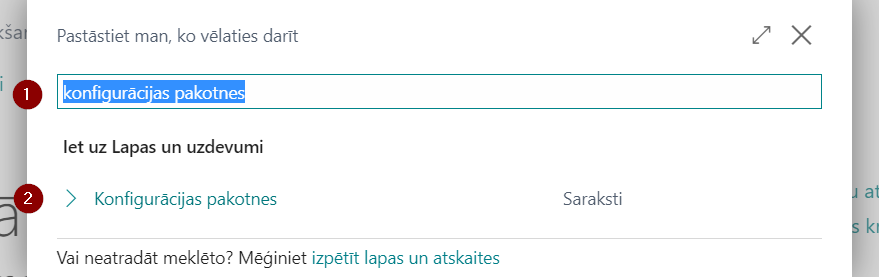 Pastāstiet man, ko vēlaties darīt
1
konfigurācijas pakotnes
Iet uz Lapas un uzdevumi
2
Konfigurācijas pakotnes Saraksti
Vai neatradāt meklēto? Mēģiniet izpētīt lapas un atskaites